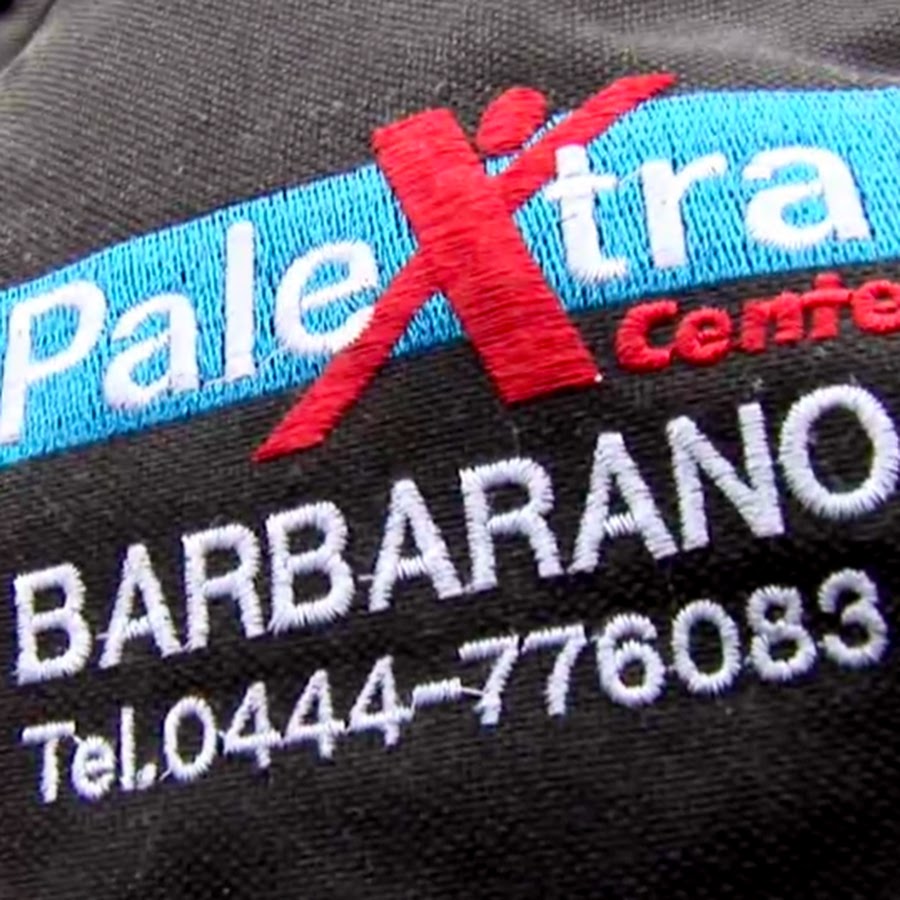 PaleXtra
Cente
BARBARANO
Tel.0444-776083